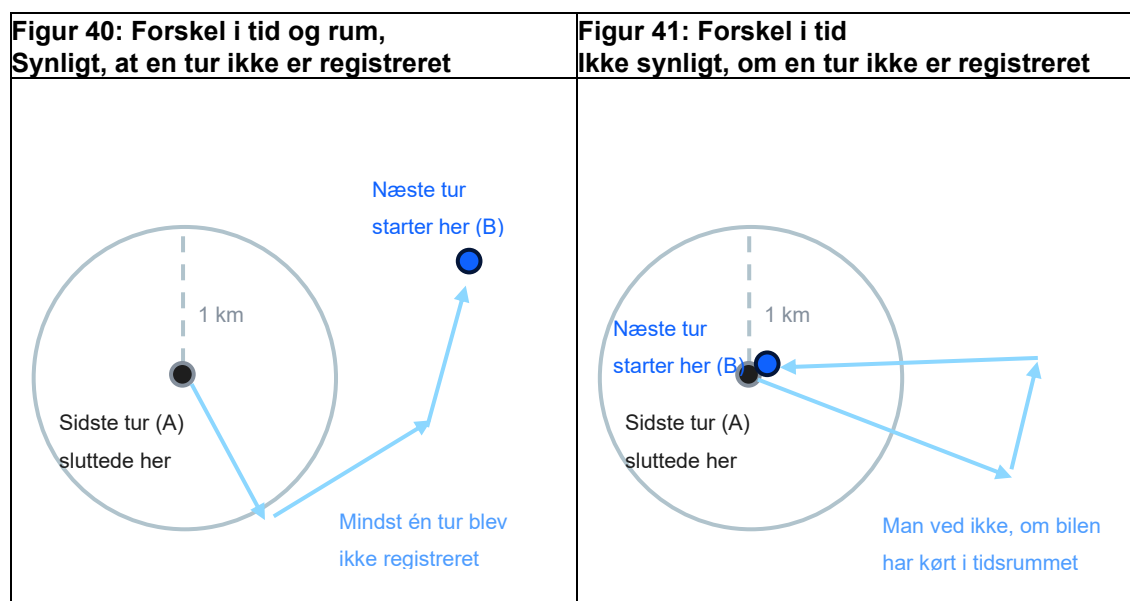 Figur 40: Forskel i tid og rum,
Synligt, at en tur ikke er registreret
Næste tur
starter her (B)
1 km
Sidste tur (A)
sluttede her
Mindst én tur blev
ikke registreret
Figur 41: Forskel i tid
Ikke synligt, om en tur ikke er registreret
1 km
Næste tur
starter her (B)
Sidste tur (A)
sluttede her
Man ved ikke, om bilen
har kørt i tidsrummet